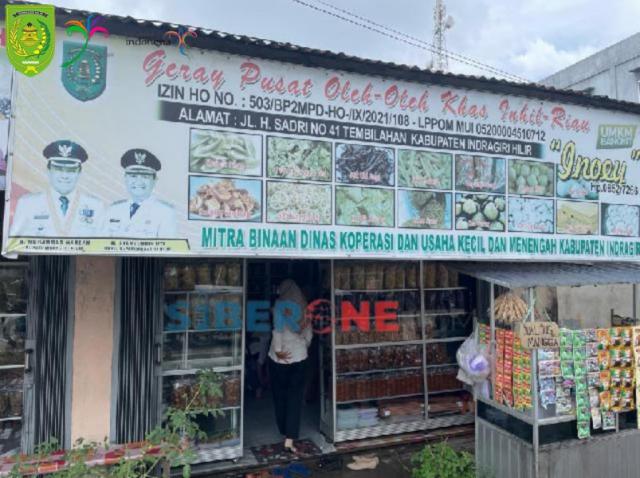 Geray Pusat Oleh-Oleh Khas Inhil-Riau
IZIN HO NO. : 503/BP2MPD-HO-/IX/2021/108 - LPPOM MUI 05200004510712
ALAMAT : JL. H. SADRI NO 41 TEMBILAHAN KABUPATEN INDRAGIRI HILIR
UMKM
"Inoey"
MITRA BINAAN DINAS KOPERASI DAN USAHA KECIL DAN MENENGAH KABUPATEN INDRAGIRI
SIBERONE
JUAL
MANGGA